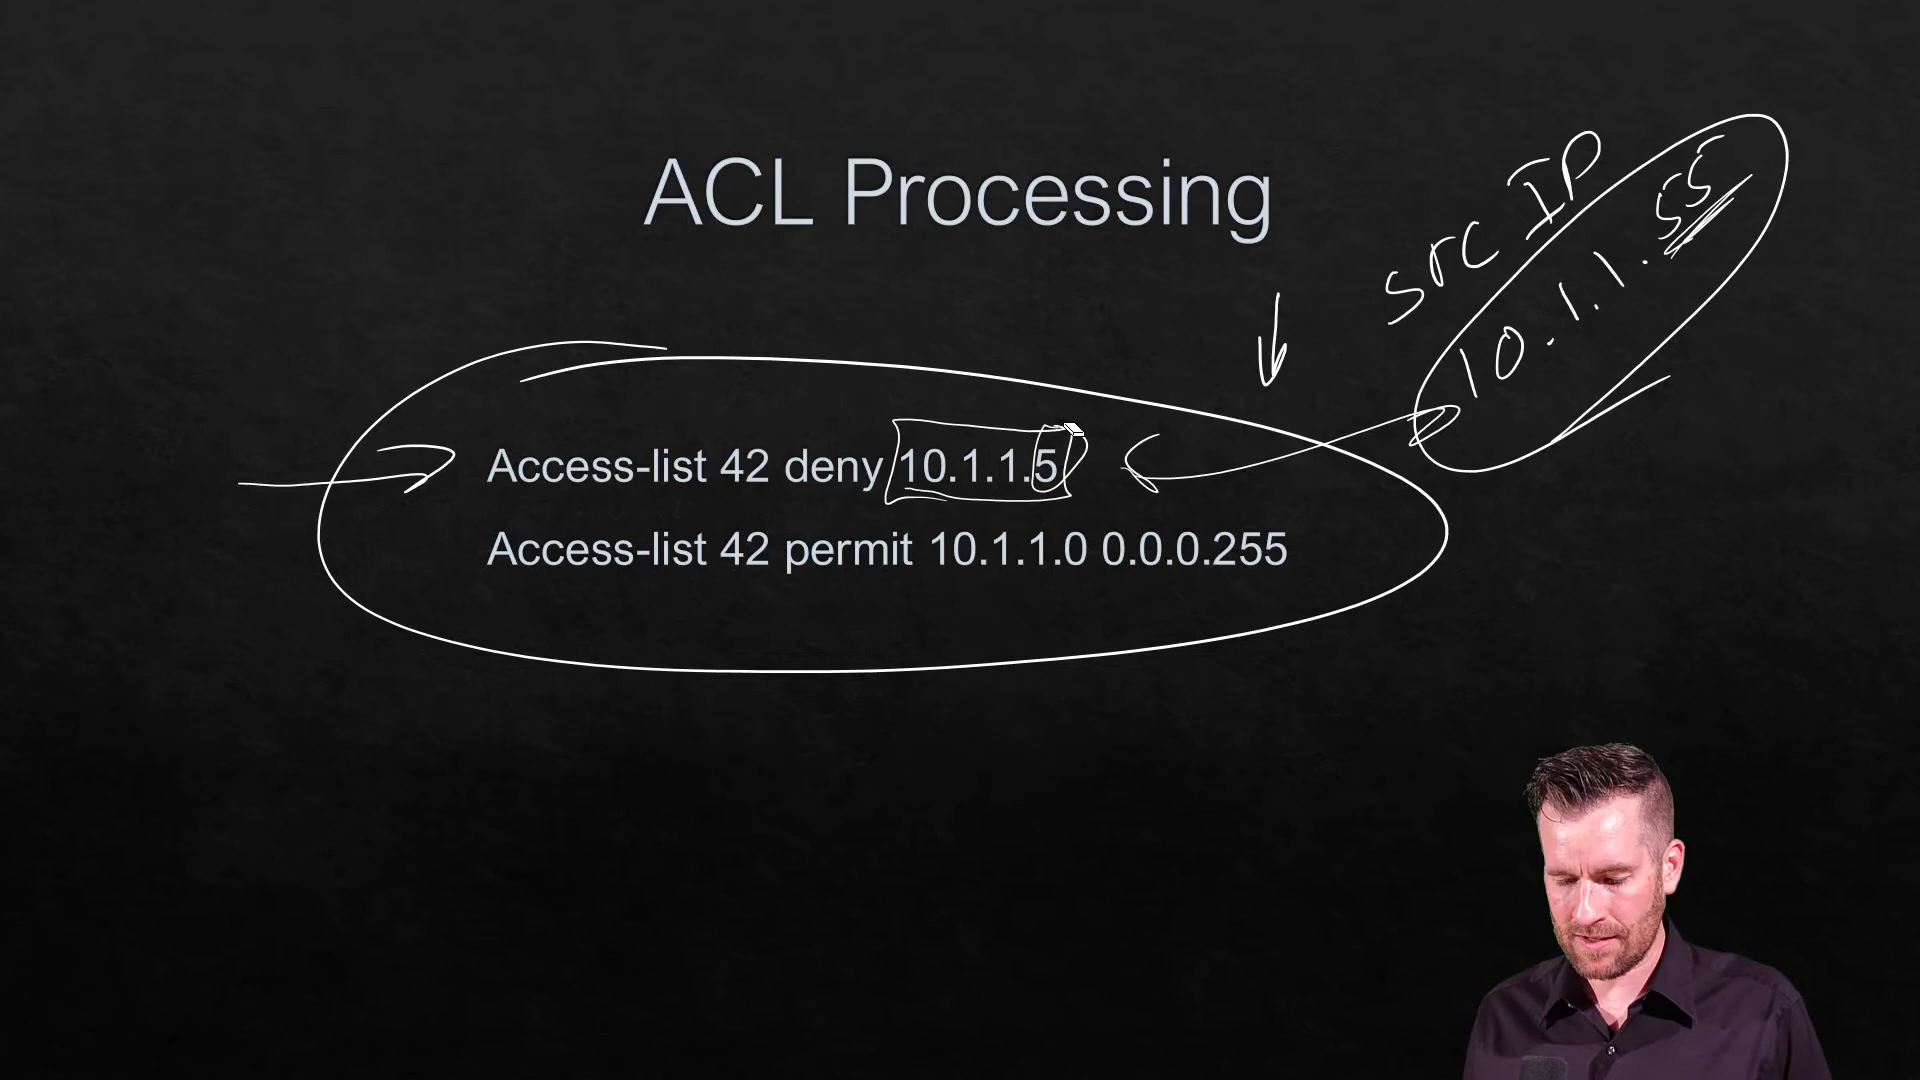 ACL Processing
src IP
10.1.1.55
Access-list 42 deny 10.1.1.5
Access-list 42 permit 10.1.1.0 0.0.0.255